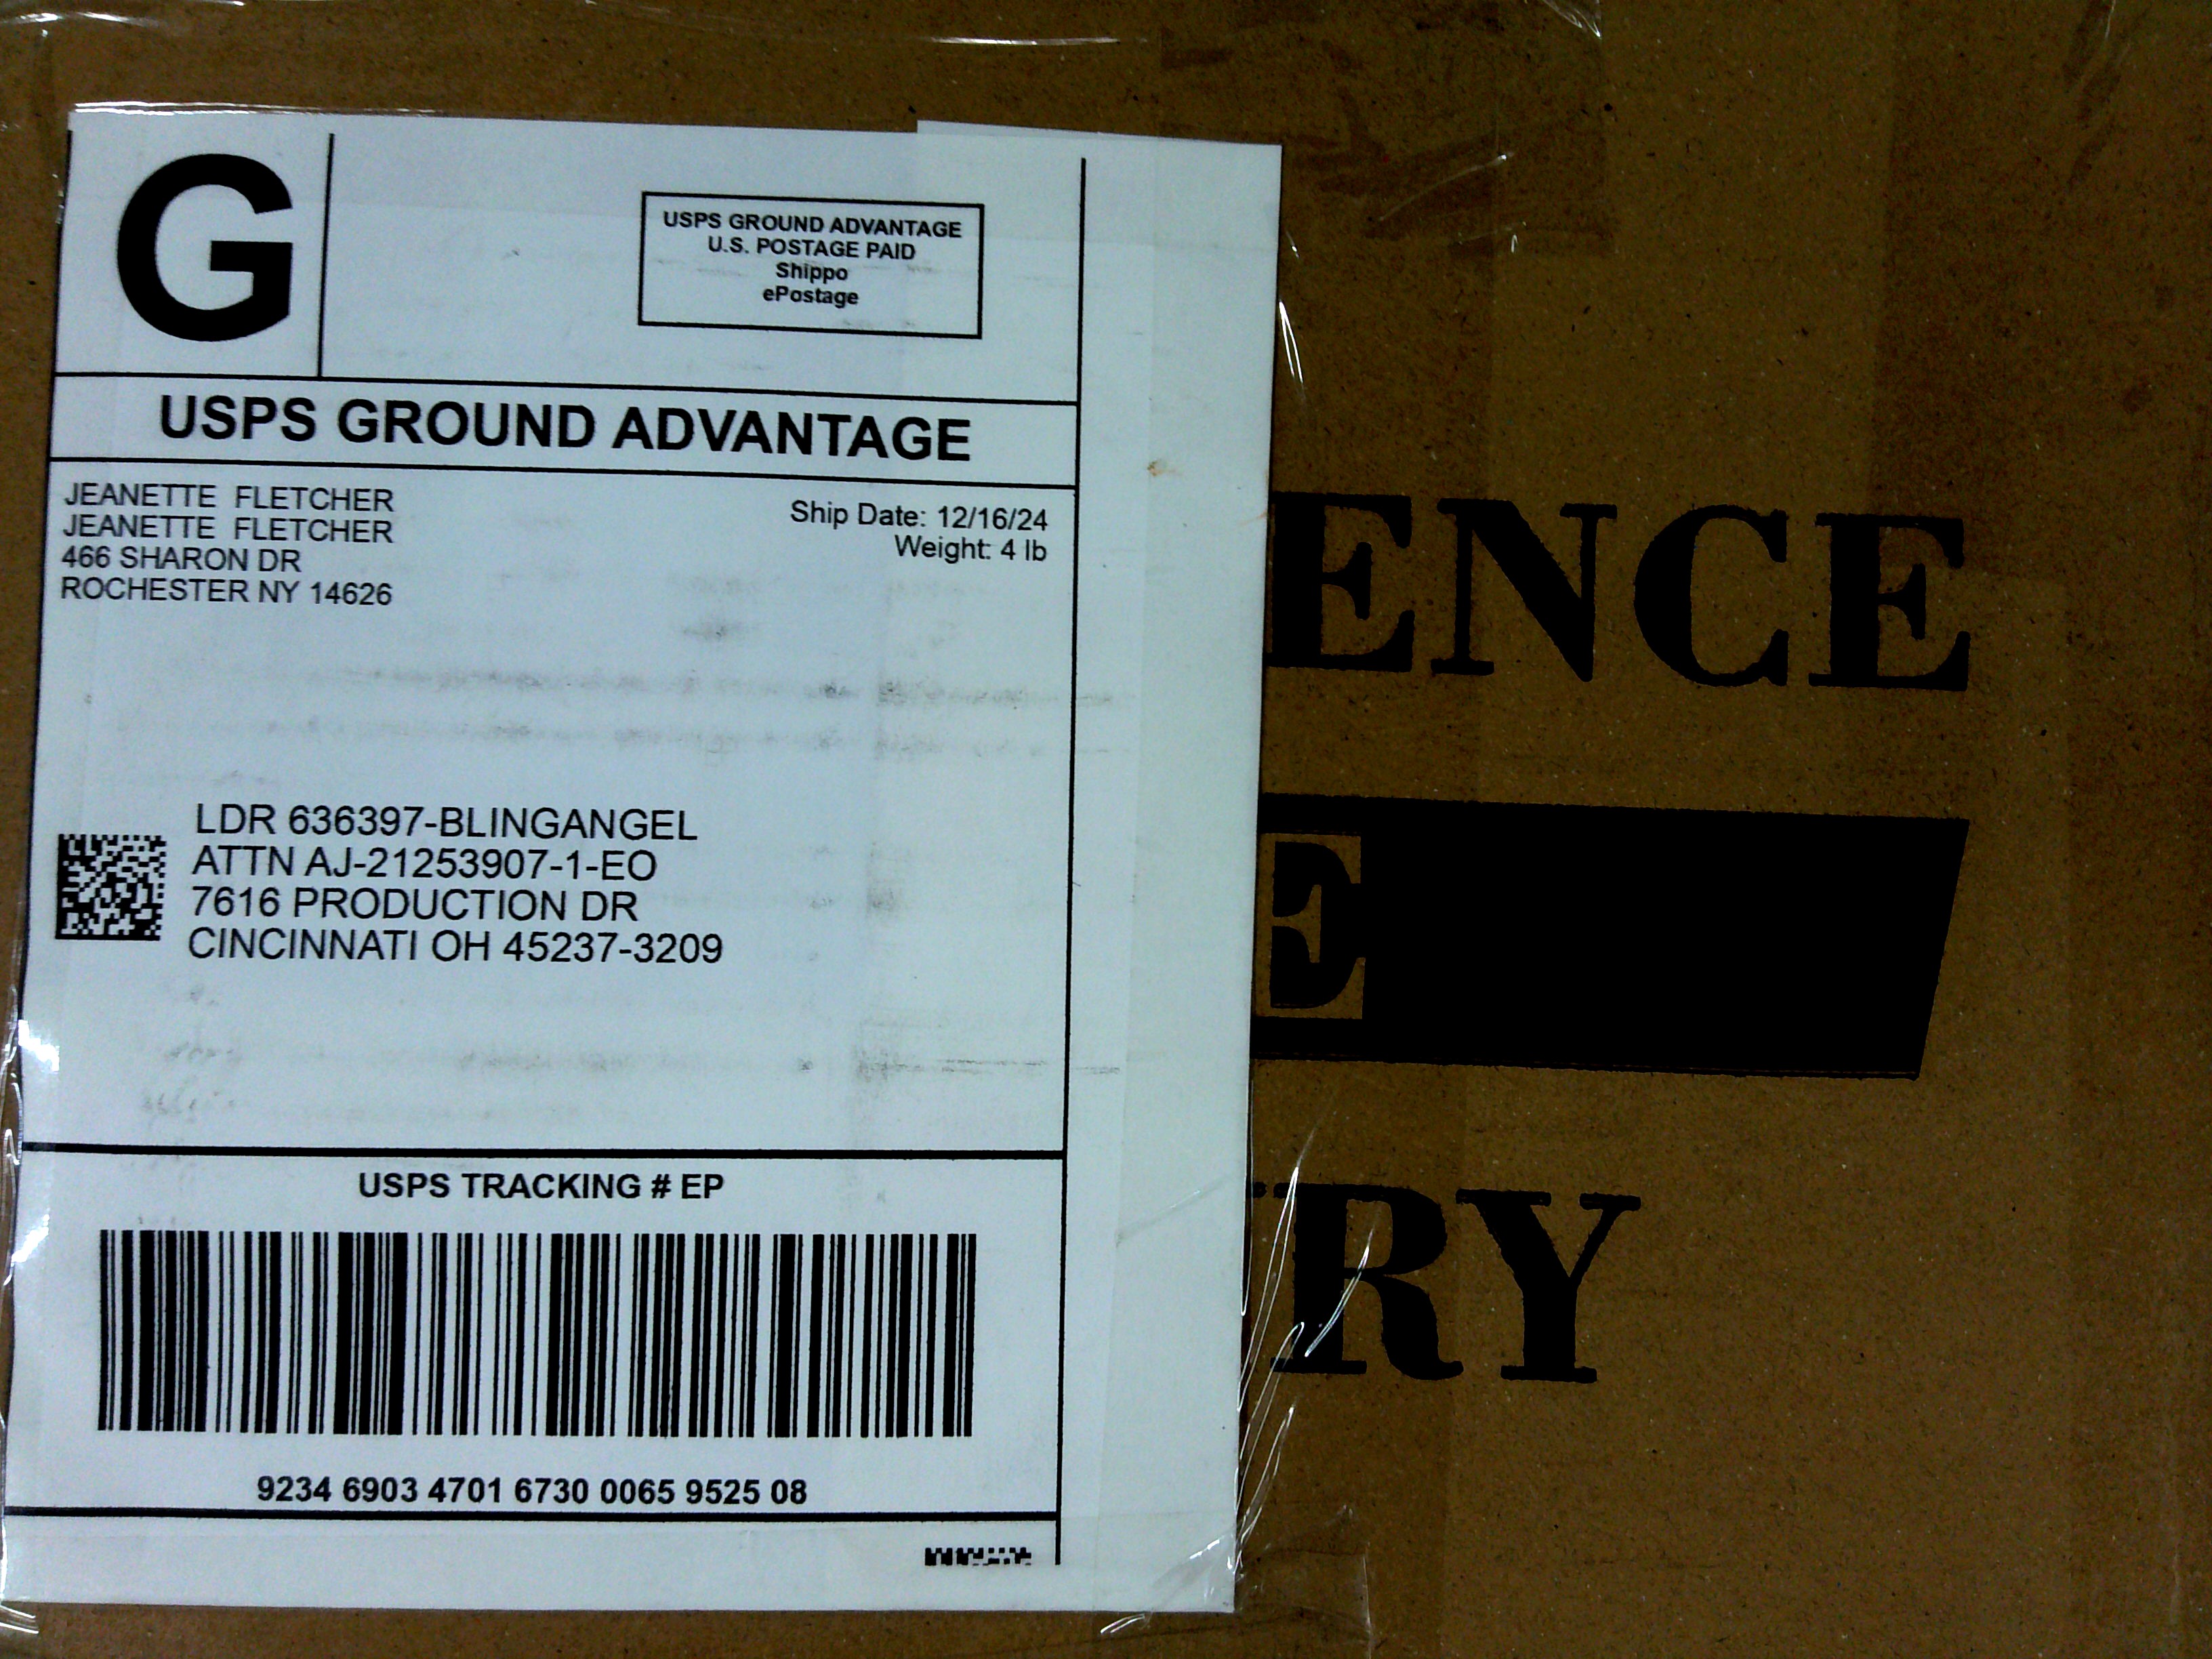 G
USPS GROUND ADVANTAGE
U.S. POSTAGE PAID
Shippo
ePostage
USPS GROUND ADVANTAGE
JEANETTE FLETCHER
JEANETTE FLETCHER
466 SHARON DR
ROCHESTER NY 14626
Ship Date: 12/16/24
Weight: 4 lb
LDR 636397-BLINGANGEL
ATTN AJ-21253907-1-EO
7616 PRODUCTION DR
CINCINNATI OH 45237-3209
USPS TRACKING # EP
9234 6903 4701 6730 0065 9525 08
ENCE
E
RY